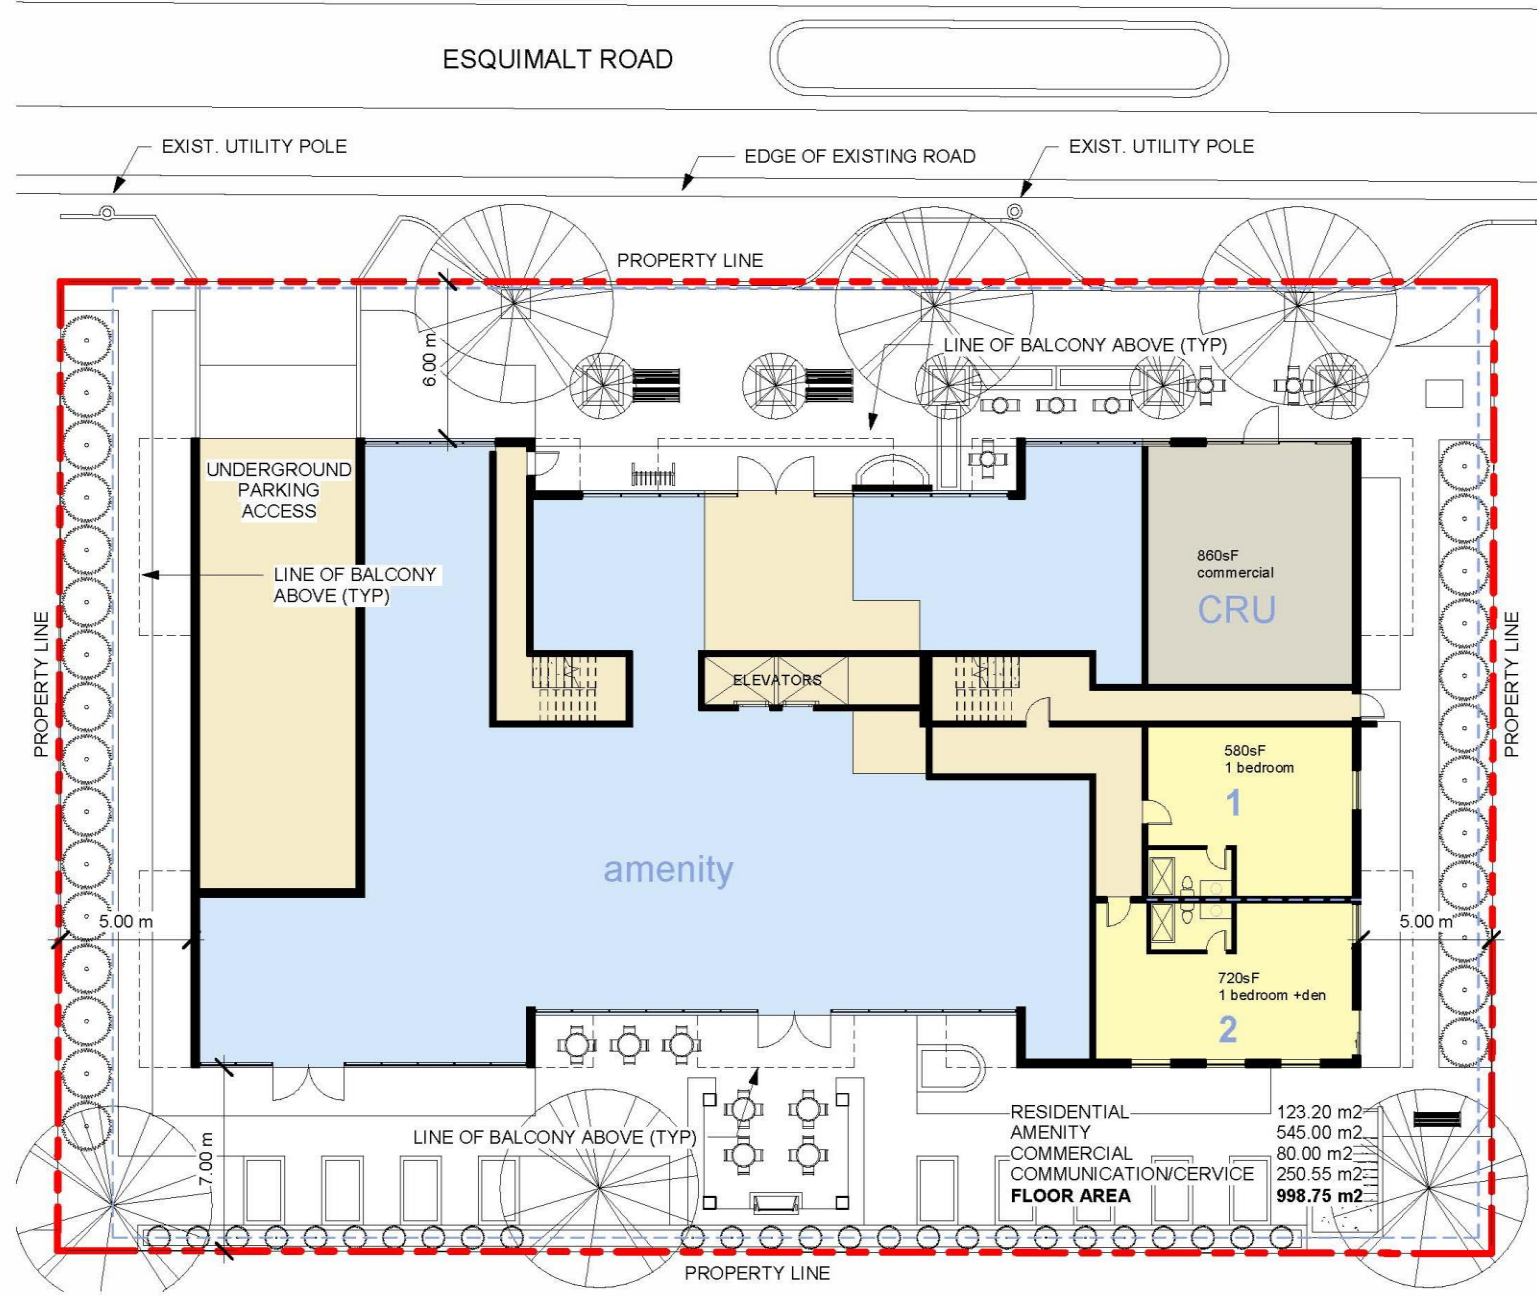 ESQUIMALT ROAD
EXIST. UTILITY POLE
EDGE OF EXISTING ROAD
EXIST. UTILITY POLE
PROPERTY LINE
6.00 m
LINE OF BALCONY ABOVE (TYP)
UNDERGROUND
PARKING
ACCESS
LINE OF BALCONY
ABOVE (TYP)
860sF
commercial
CRU
PROPERTY LINE
PROPERTY LINE
ELEVATORS
580sF
1 bedroom
1
amenity
5.00 m
5.00 m
720sF
1 bedroom +den
2
7.00 m
LINE OF BALCONY ABOVE (TYP)
RESIDENTIAL 123.20 m2
AMENITY 545.00 m2
COMMERCIAL 80.00 m2
COMMUNICATION/CERVICE 250.55 m2
FLOOR AREA 998.75 m2
PROPERTY LINE